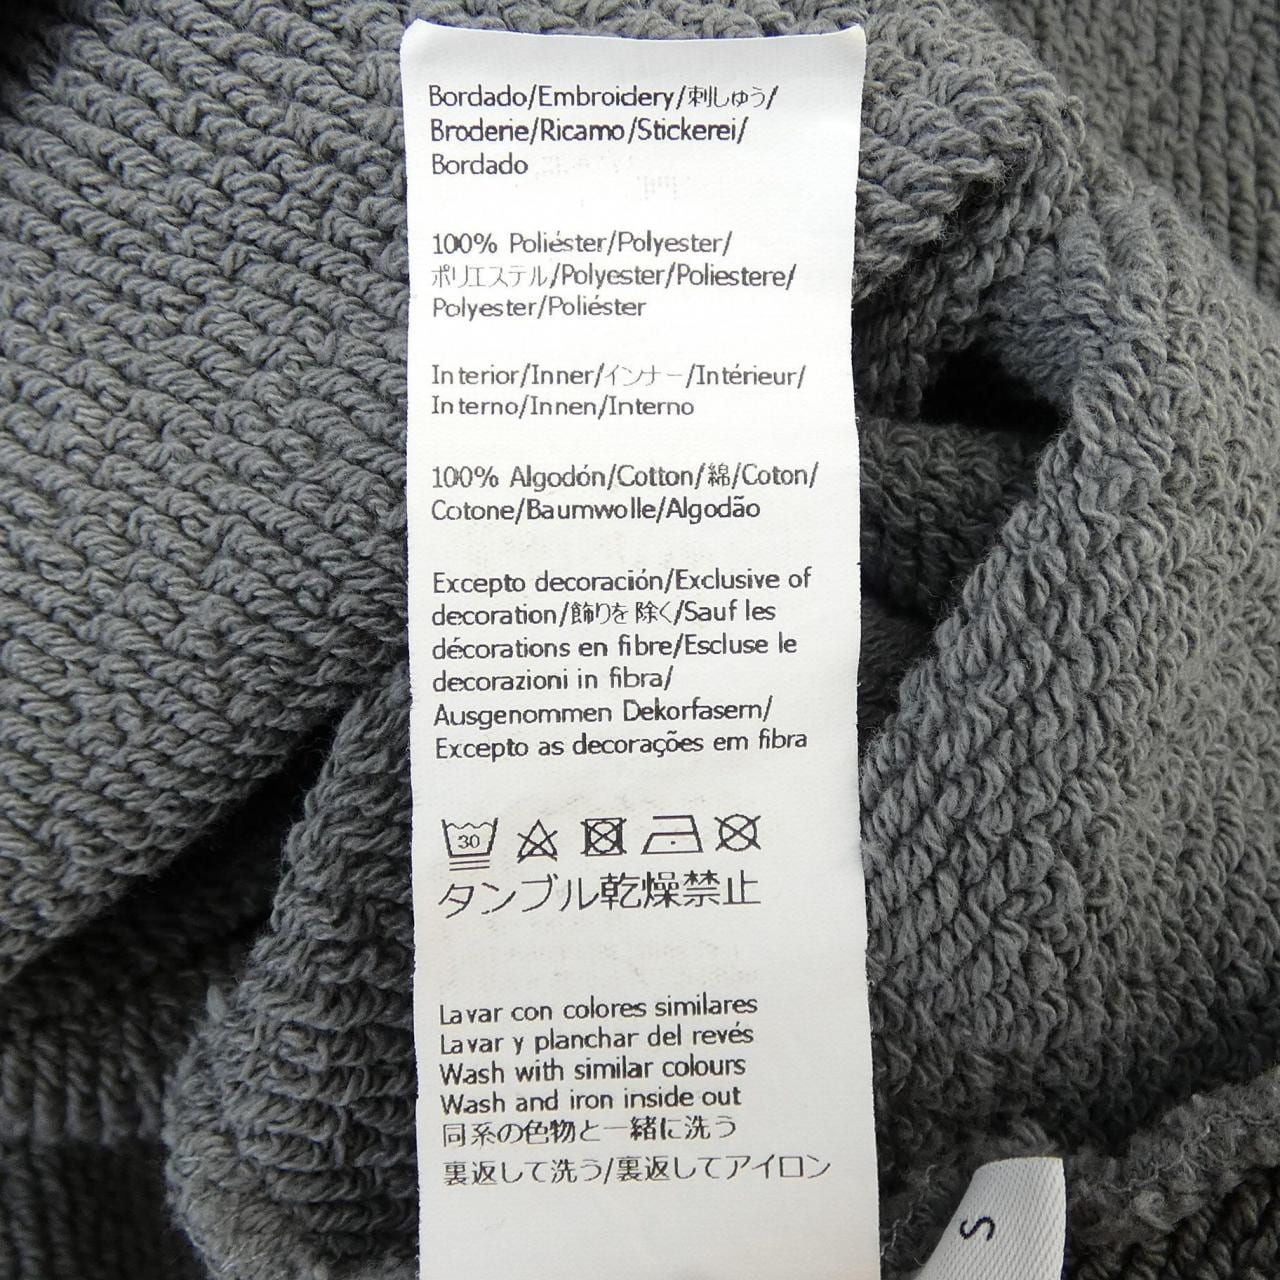 Bordado/Embroidery/刺しゅう/
Broderie/Ricamo/Stickerei/
Bordado
100% Poliéster/Polyester/
ポリエステル/Polyester/Poliestere/
Polyester/Poliéster
Interior/Inner/インナー/Intérieur/
Interno/Innen/Interno
100% Algodón/Cotton/綿/Coton/
Cotone/Baumwolle/Algodão
Excepto decoración/Exclusive of
decoration/飾りを除く/Sauf les
décorations en fibre/Escluse le
decorazioni in fibra/
Ausgenommen Dekorfasern/
Excepto as decorações em fibra
30
タンブル乾燥禁止
Lavar con colores similares
Lavar y planchar del revés
Wash with similar colours
Wash and iron inside out
同系の色物と一緒に洗う
裏返して洗う/裏返してアイロン
S